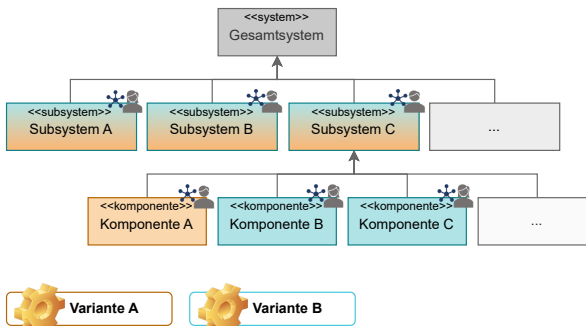 <<system>>
Gesamtsystem
<<subsystem>>
Subsystem A
<<subsystem>>
Subsystem B
<<subsystem>>
Subsystem C
...
<<komponente>>
Komponente A
<<komponente>>
Komponente B
<<komponente>>
Komponente C
...
Variante A
Variante B